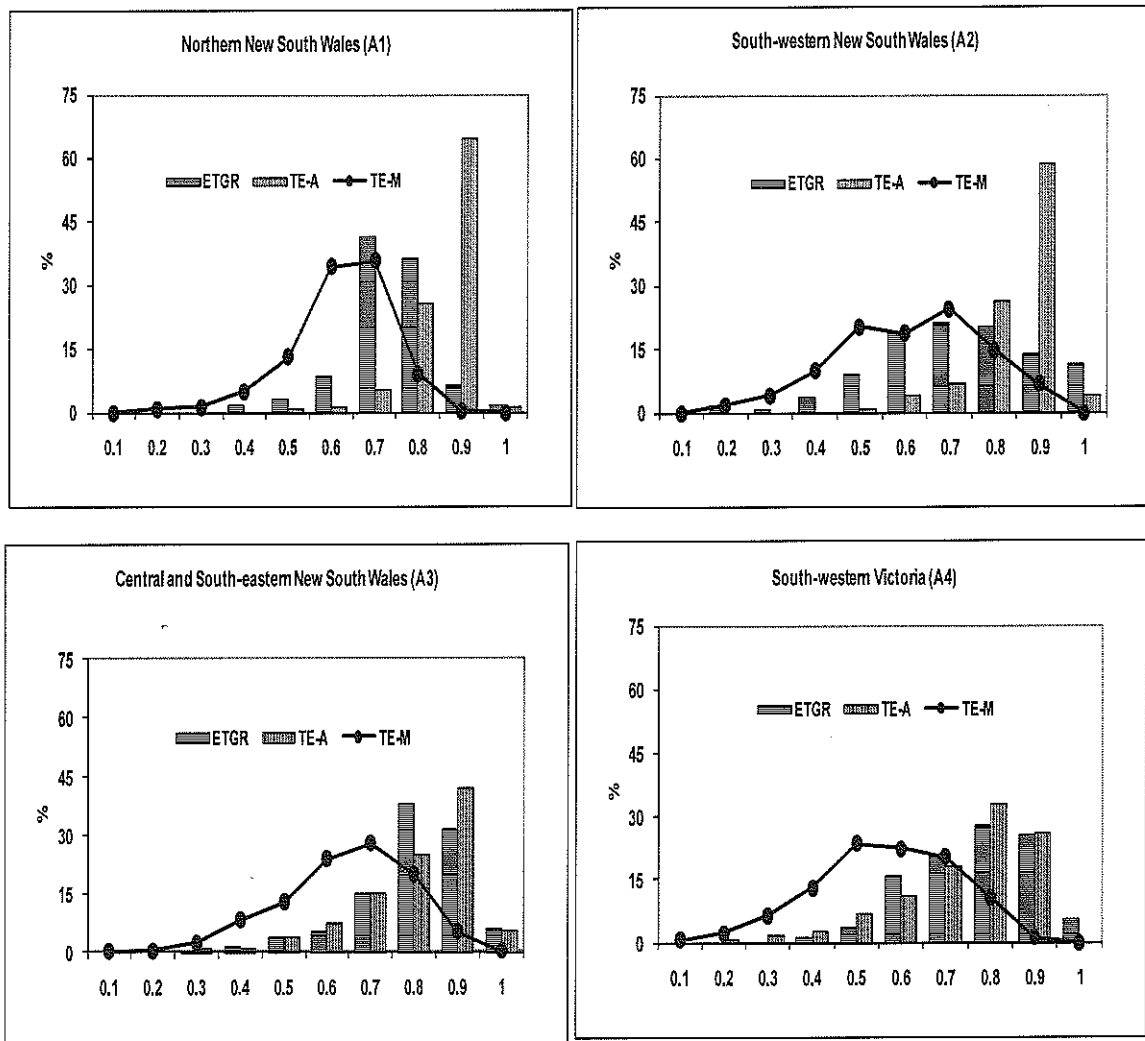 Northern New South Wales (A1)
75
60
ETGR TE-A TE-M
45
%
30
15
0
0.1 0.2 0.3 0.4 0.5 0.6 0.7 0.8 0.9 1
South-western New South Wales (A2)
75
60
ETGR TE-A TE-M
45
%
30
15
0
0.1 0.2 0.3 0.4 0.5 0.6 0.7 0.8 0.9 1
Central and South-eastern New South Wales (A3)
75
60
ETGR TE-A TE-M
45
%
30
15
0
0.1 0.2 0.3 0.4 0.5 0.6 0.7 0.8 0.9 1
South-western Victoria (A4)
75
60
ETGR TE-A TE-M
45
%
30
15
0
0.1 0.2 0.3 0.4 0.5 0.6 0.7 0.8 0.9 1